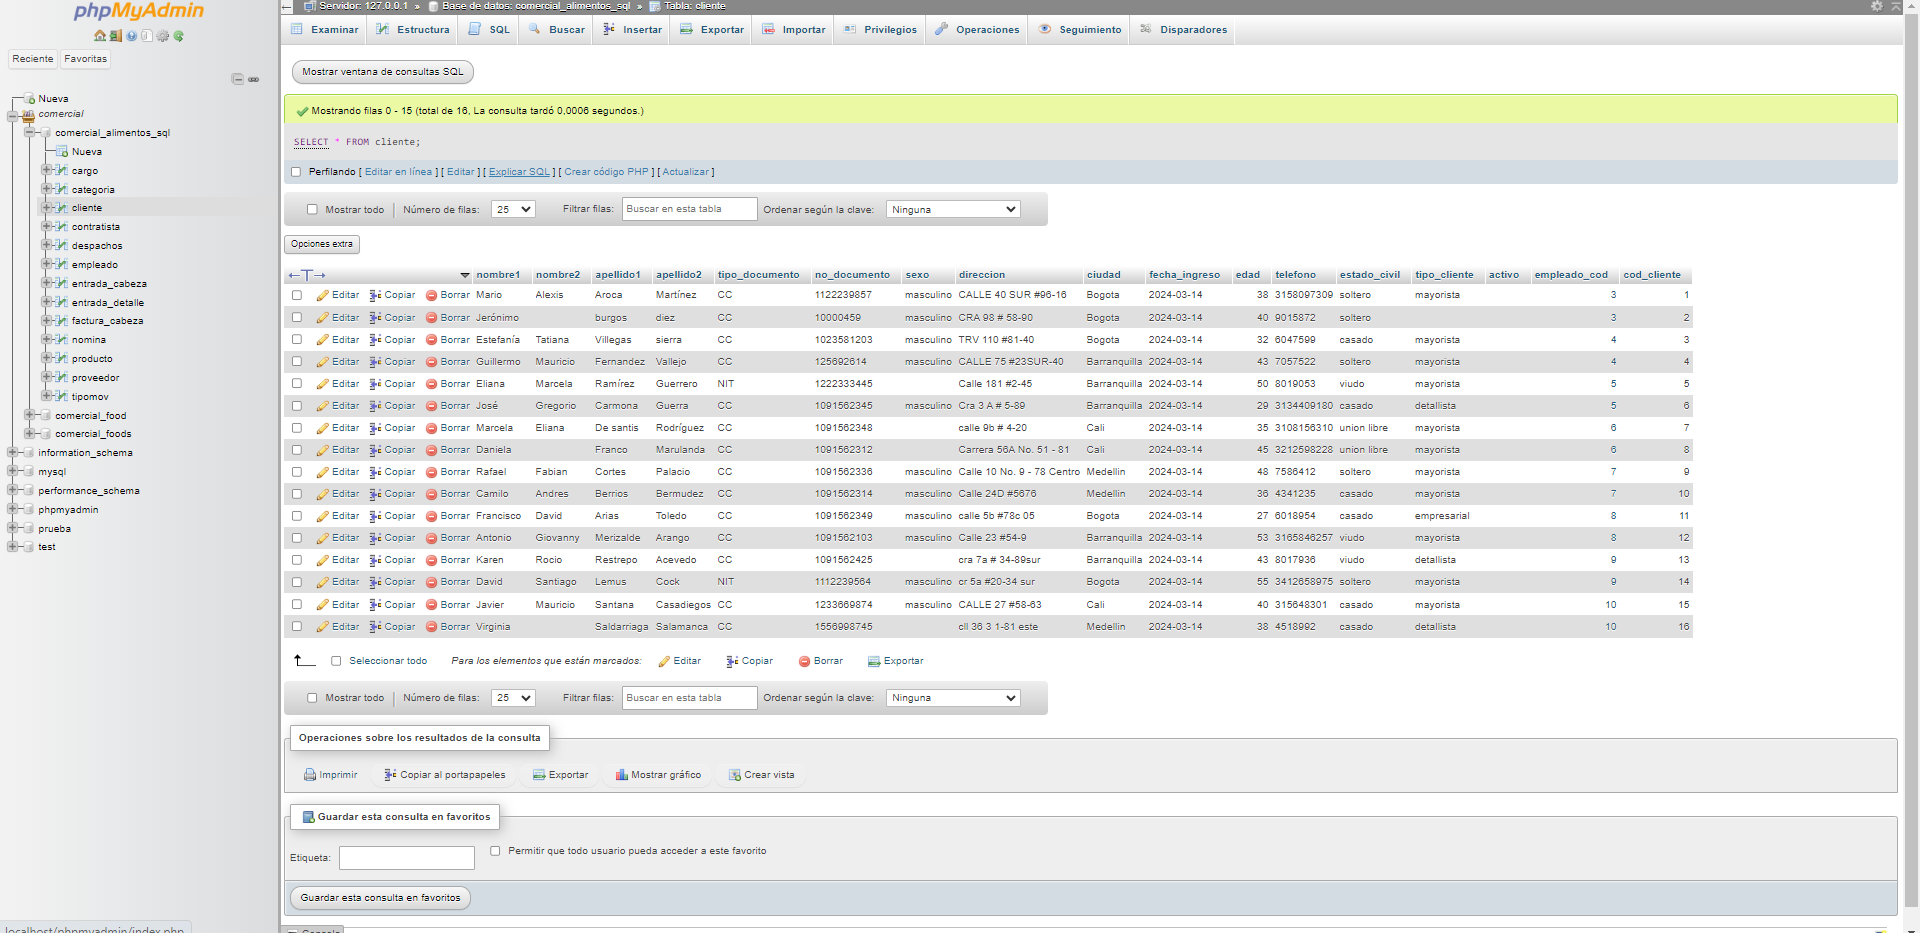 phpMyAdmin
Reciente Favoritas
Nueva
comercial
comercial_alimentos_sql
Nueva
cargo
categoria
cliente
contratista
despachos
empleado
entrada_cabeza
entrada_detalle
factura_cabeza
nomina
producto
proveedor
tipomov
comercial_food
comercial_foods
information_schema
mysql
performance_schema
phpmyadmin
prueba
test
localhost/phpmyadmin/index.php
Servidor: 127.0.0.1 » Base de datos: comercial_alimentos_sql » Tabla: cliente
Examinar Estructura SQL Buscar Insertar Exportar Importar Privilegios Operaciones Seguimiento Disparadores
Mostrar ventana de consultas SQL
Mostrando filas 0 - 15 (total de 16, La consulta tardó 0,0006 segundos.)
SELECT * FROM cliente;
Perfilando [ Editar en línea ] [ Editar ] [ Explicar SQL ] [ Crear código PHP ] [ Actualizar ]
Mostrar todo | Número de filas: 25 Filtrar filas: Buscar en esta tabla Ordenar según la clave: Ninguna
Opciones extra
←T→ nombre1 nombre2 apellido1 apellido2 tipo_documento no_documento sexo direccion ciudad fecha_ingreso edad telefono estado_civil tipo_cliente activo empleado_cod cod_cliente
Editar Copiar Borrar Mario Alexis Aroca Martínez CC 1122239857 masculino CALLE 40 SUR #96-16 Bogota 2024-03-14 38 3158097309 soltero mayorista 3 1
Editar Copiar Borrar Jerónimo burgos diez CC 10000459 masculino CRA 98 # 58-90 Bogota 2024-03-14 40 9015872 soltero 3 2
Editar Copiar Borrar Estefanía Tatiana Villegas sierra CC 1023581203 masculino TRV 110 #81-40 Bogota 2024-03-14 32 6047599 casado mayorista 4 3
Editar Copiar Borrar Guillermo Mauricio Fernandez Vallejo CC 125692614 masculino CALLE 75 #23SUR-40 Barranquilla 2024-03-14 43 7057522 soltero mayorista 4 4
Editar Copiar Borrar Eliana Marcela Ramírez Guerrero NIT 1222333445 Calle 181 #2-45 Barranquilla 2024-03-14 50 8019053 viudo mayorista 5 5
Editar Copiar Borrar José Gregorio Carmona Guerra CC 1091562345 masculino Cra 3 A # 5-89 Barranquilla 2024-03-14 29 3134409180 casado detallista 5 6
Editar Copiar Borrar Marcela Eliana De santis Rodríguez CC 1091562348 calle 9b # 4-20 Cali 2024-03-14 35 3108156310 union libre mayorista 6 7
Editar Copiar Borrar Daniela Franco Marulanda CC 1091562312 Carrera 56A No. 51 - 81 Cali 2024-03-14 45 3212598228 union libre mayorista 6 8
Editar Copiar Borrar Rafael Fabian Cortes Palacio CC 1091562336 masculino Calle 10 No. 9 - 78 Centro Medellin 2024-03-14 48 7586412 soltero mayorista 7 9
Editar Copiar Borrar Camilo Andres Berrios Bermudez CC 1091562314 masculino Calle 24D #5676 Medellin 2024-03-14 36 4341235 casado mayorista 7 10
Editar Copiar Borrar Francisco David Arias Toledo CC 1091562349 masculino calle 5b #78c 05 Bogota 2024-03-14 27 6018954 casado empresarial 8 11
Editar Copiar Borrar Antonio Giovanny Merizalde Arango CC 1091562103 masculino Calle 23 #54-9 Barranquilla 2024-03-14 53 3165846257 viudo mayorista 8 12
Editar Copiar Borrar Karen Rocio Restrepo Acevedo CC 1091562425 cra 7a # 34-89sur Barranquilla 2024-03-14 43 8017936 viudo detallista 9 13
Editar Copiar Borrar David Santiago Lemus Cock NIT 1112239564 masculino cr 5a #20-34 sur Bogota 2024-03-14 55 3412658975 soltero mayorista 9 14
Editar Copiar Borrar Javier Mauricio Santana Casadiegos CC 1233669874 masculino CALLE 27 #58-63 Cali 2024-03-14 40 315648301 casado mayorista 10 15
Editar Copiar Borrar Virginia Saldarriaga Salamanca CC 1556998745 cll 36 3 1-81 este Medellin 2024-03-14 38 4518992 casado detallista 10 16
Seleccionar todo Para los elementos que están marcados: Editar Copiar Borrar Exportar
Mostrar todo | Número de filas: 25 Filtrar filas: Buscar en esta tabla Ordenar según la clave: Ninguna
Operaciones sobre los resultados de la consulta
Imprimir Copiar al portapapeles Exportar Mostrar gráfico Crear vista
Guardar esta consulta en favoritos
Etiqueta: Permitir que todo usuario pueda acceder a este favorito
Guardar esta consulta en favoritos
Consola